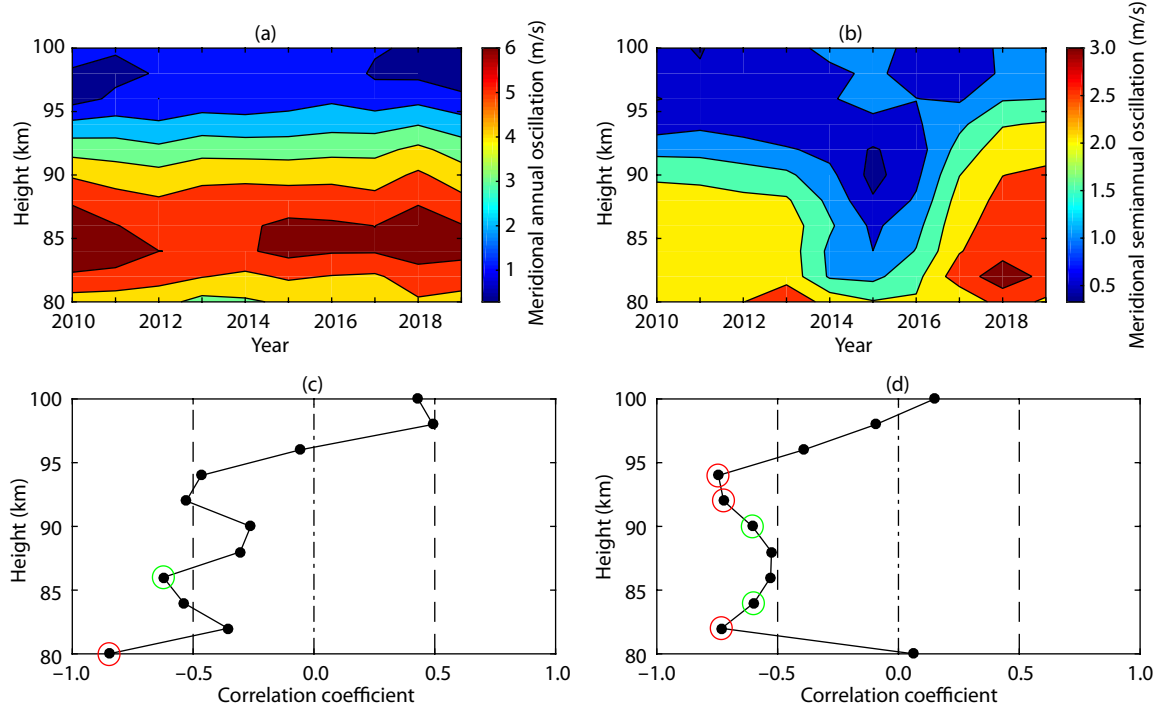 (a)
100
95
90
85
80
Height (km)
2010 2012 2014 2016 2018
Year
6
5
4
3
2
1
Meridional annual oscillation (m/s)
(b)
100
95
90
85
80
Height (km)
2010 2012 2014 2016 2018
Year
3.0
2.5
2.0
1.5
1.0
0.5
Meridional semiannual oscillation (m/s)
(c)
100
95
90
85
80
Height (km)
−1.0 −0.5 0.0 0.5 1.0
Correlation coefficient
(d)
100
95
90
85
80
Height (km)
−1.0 −0.5 0.0 0.5 1.0
Correlation coefficient